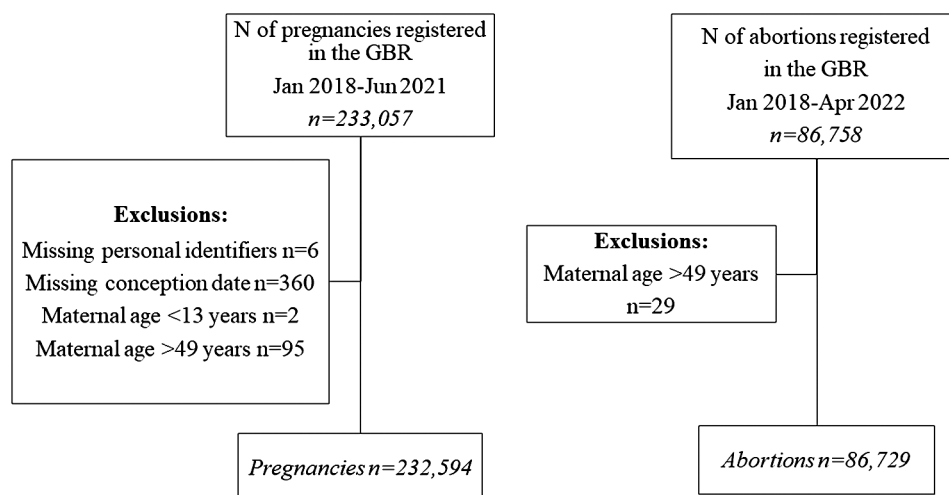 N of pregnancies registered
in the GBR
Jan 2018-Jun 2021
n=233,057
Exclusions:
Missing personal identifiers n=6
Missing conception date n=360
Maternal age <13 years n=2
Maternal age >49 years n=95
Pregnancies n=232,594
N of abortions registered
in the GBR
Jan 2018-Apr 2022
n=86,758
Exclusions:
Maternal age >49 years
n=29
Abortions n=86,729